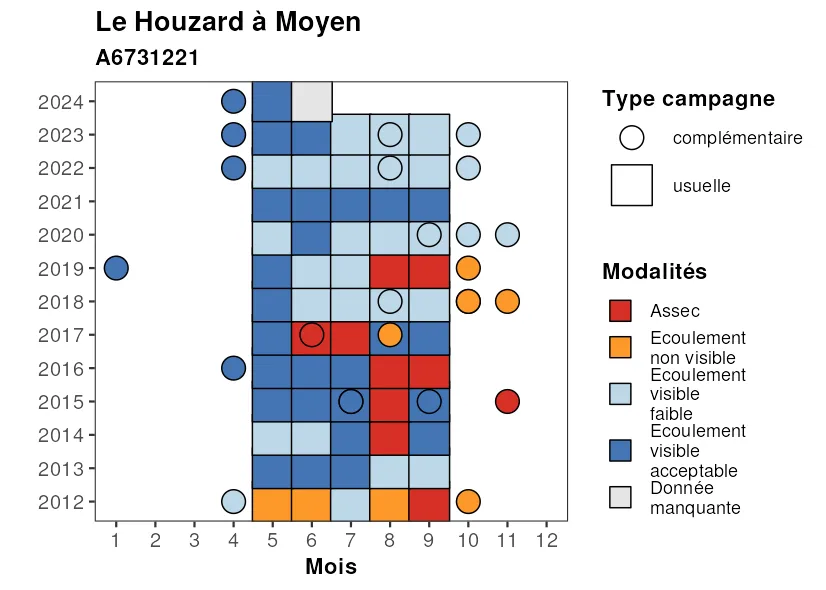 Le Houzard à Moyen
A6731221
2024
2023
2022
2021
2020
2019
2018
2017
2016
2015
2014
2013
2012
1 2 3 4 5 6 7 8 9 10 11 12
Mois
Type campagne
complémentaire
usuelle
Modalités
Assec
Ecoulement
non visible
Ecoulement
visible
faible
Ecoulement
visible
acceptable
Donnée
manquante